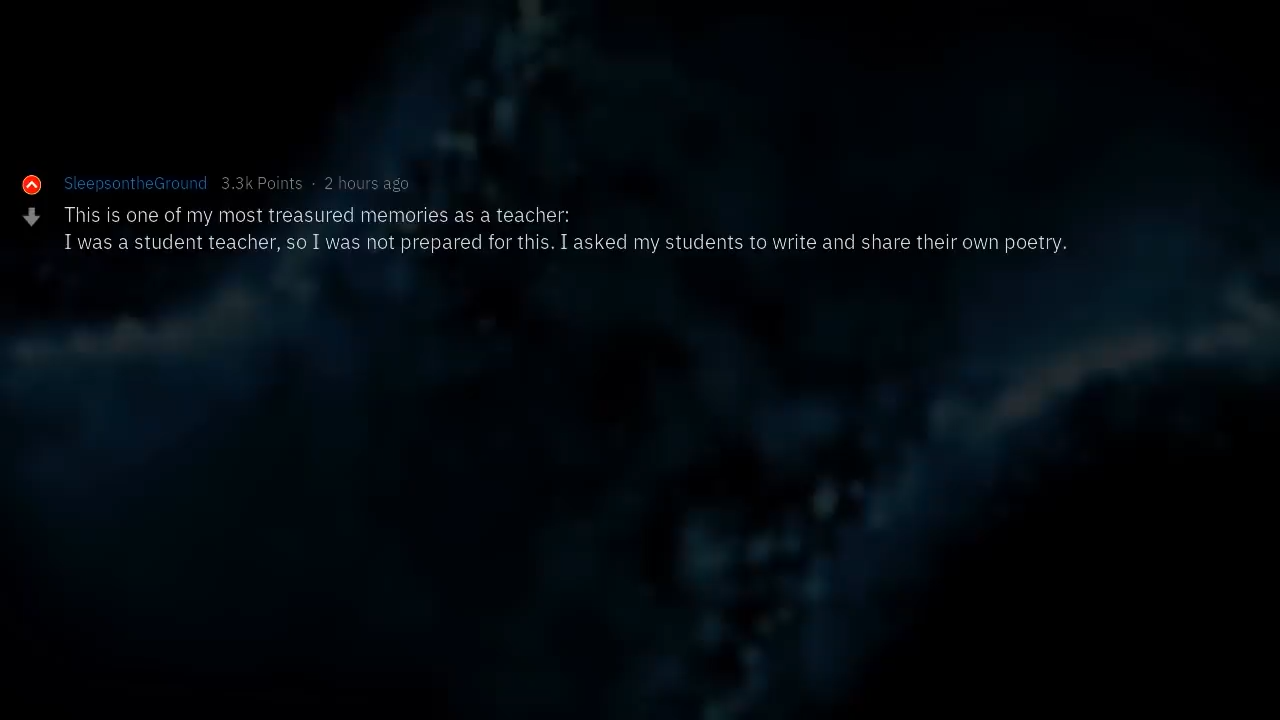 SleepsontheGround 3.3k Points · 2 hours ago
This is one of my most treasured memories as a teacher:
I was a student teacher, so I was not prepared for this. I asked my students to write and share their own poetry.